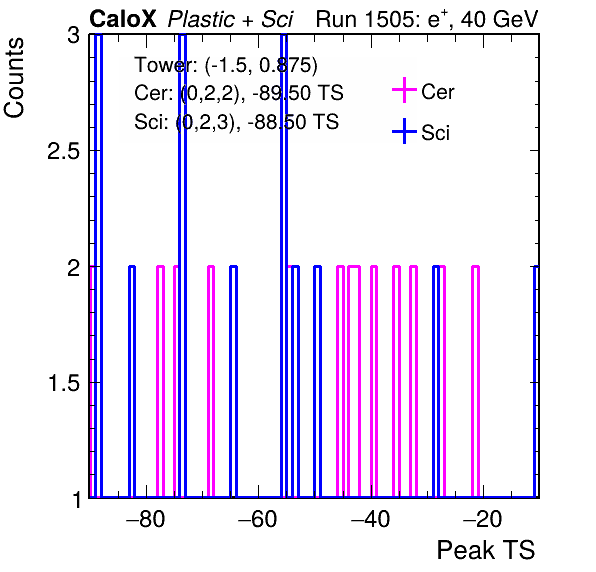 CaloX Plastic + Sci Run 1505: e+, 40 GeV
Counts
Tower: (-1.5, 0.875)
Cer: (0,2,2), -89.50 TS
Sci: (0,2,3), -88.50 TS
Cer
Sci
3
2.5
2
1.5
1
−80 −60 −40 −20
Peak TS